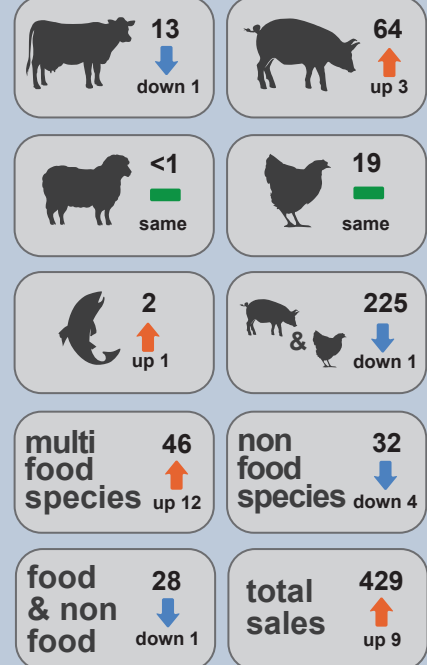 13
down 1
64
up 3
<1
same
19
same
2
up 1
&
225
down 1
multi
food
species
46
up 12
non
food
species
32
down 4
food
& non
food
28
down 1
total
sales
429
up 9